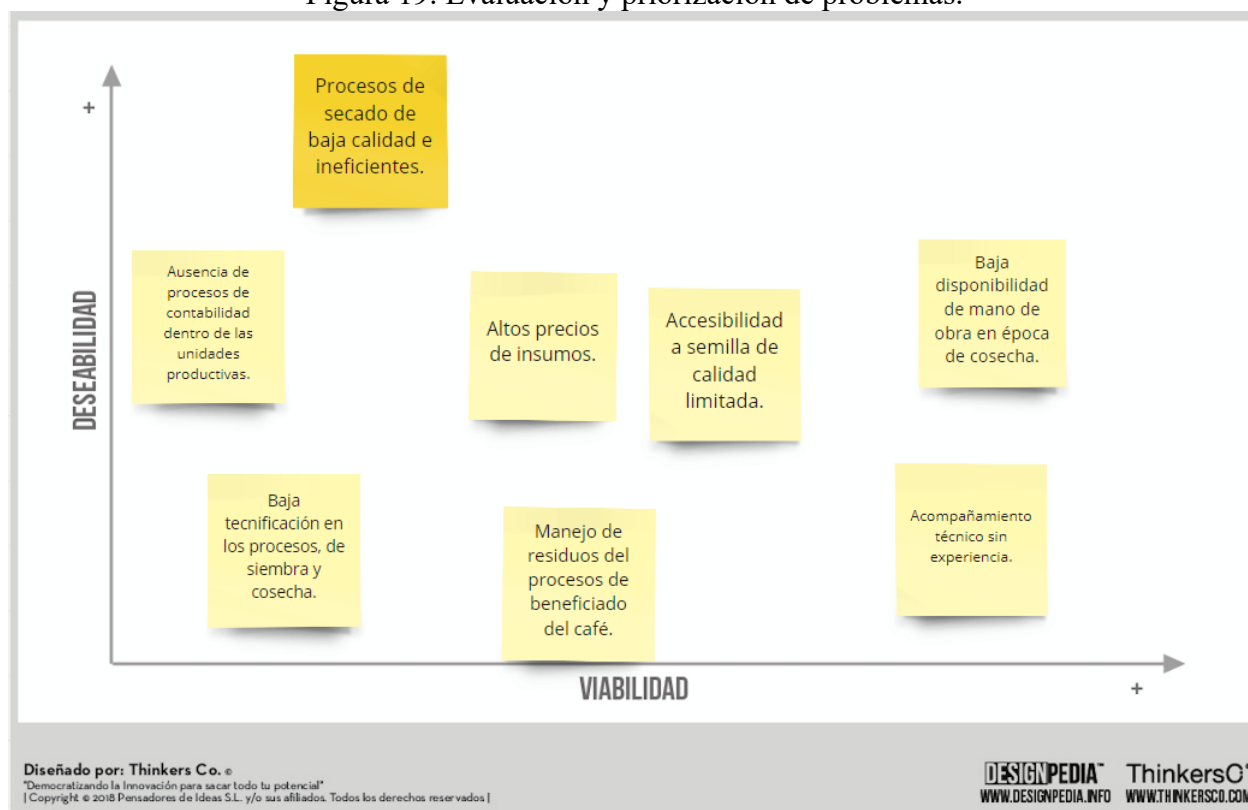 Figura 19. Evaluación y priorización de problemas.
+
Procesos de
secado de
baja calidad e
ineficientes.
Ausencia de
procesos de
contabilidad
dentro de las
unidades
productivas.
Altos precios
de insumos.
Accesibilidad
a semilla de
calidad
limitada.
Baja
disponibilidad
de mano de
obra en época
de cosecha.
DESEABILIDAD
Baja
tecnificación en
los procesos, de
siembra y
cosecha.
Manejo de
residuos del
procesos de
beneficiado
del café.
Acompañamiento
técnico sin
experiencia.
VIABILIDAD
+
Diseñado por: Thinkers Co. ©
"Democratizando la Innovación para sacar todo tu potencial"
| Copyright © 2018 Pensadores de Ideas S.L. y/o sus afiliados. Todos los derechos reservados |
DESIGNPEDIA™
WWW.DESIGNPEDIA.INFO
ThinkersCo
WWW.THINKERSCO.COM